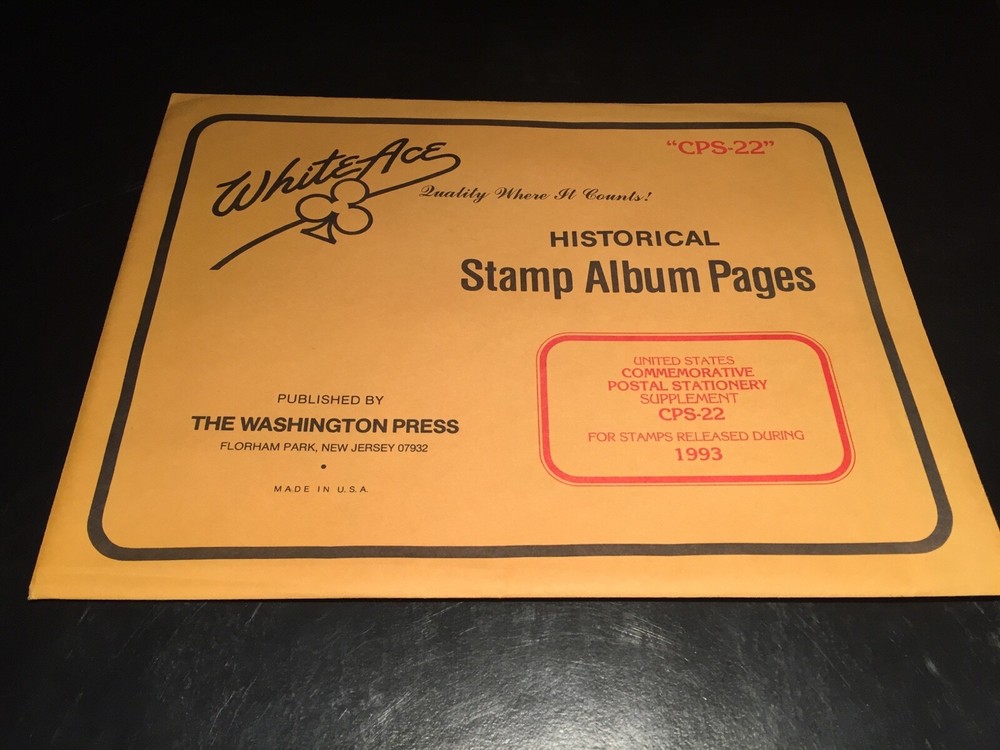 White Ace
Quality Where It Counts!
"CPS-22"
HISTORICAL
Stamp Album Pages
PUBLISHED BY
THE WASHINGTON PRESS
FLORHAM PARK, NEW JERSEY 07932
•
MADE IN U.S.A.
UNITED STATES
COMMEMORATIVE
POSTAL STATIONERY
SUPPLEMENT
CPS-22
FOR STAMPS RELEASED DURING
1993